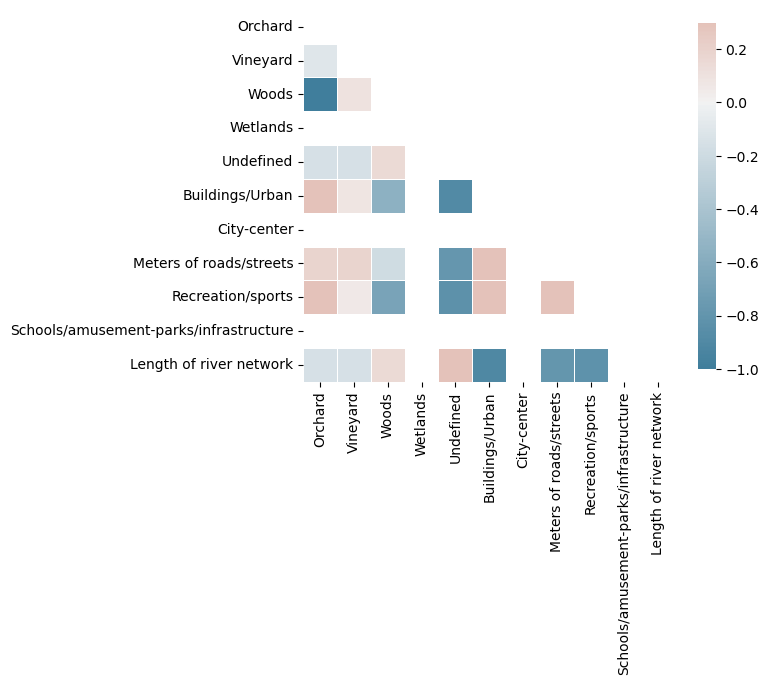 Orchard
Vineyard
Woods
Wetlands
Undefined
Buildings/Urban
City-center
Meters of roads/streets
Recreation/sports
Schools/amusement-parks/infrastructure
Length of river network
Orchard
Vineyard
Woods
Wetlands
Undefined
Buildings/Urban
City-center
Meters of roads/streets
Recreation/sports
Schools/amusement-parks/infrastructure
Length of river network
0.2
0.0
−0.2
−0.4
−0.6
−0.8
−1.0